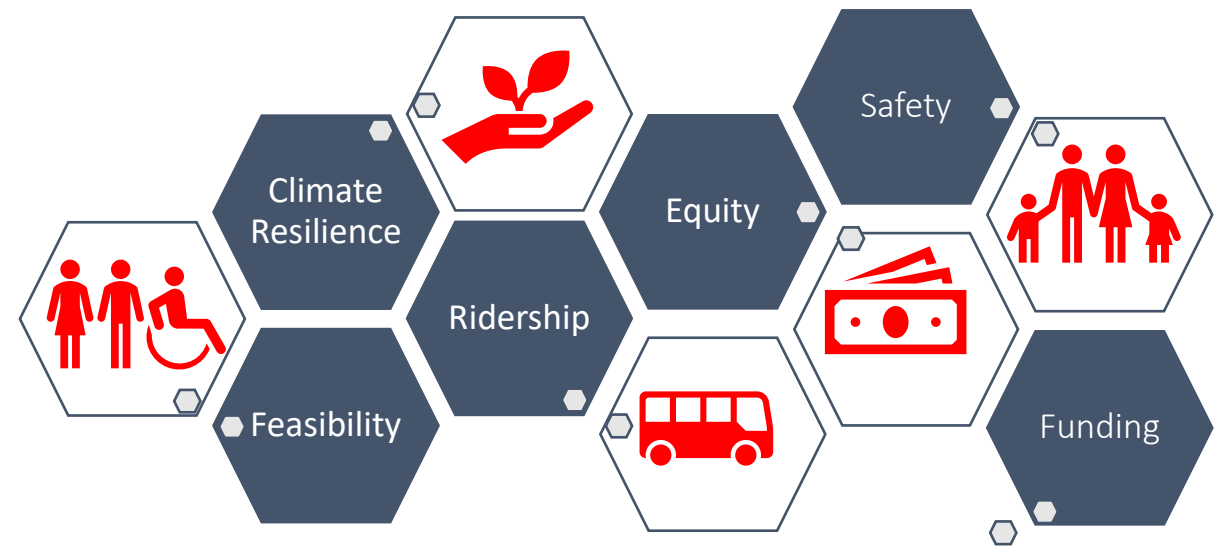 Safety
Climate
Resilience
Equity
Ridership
Feasibility
Funding